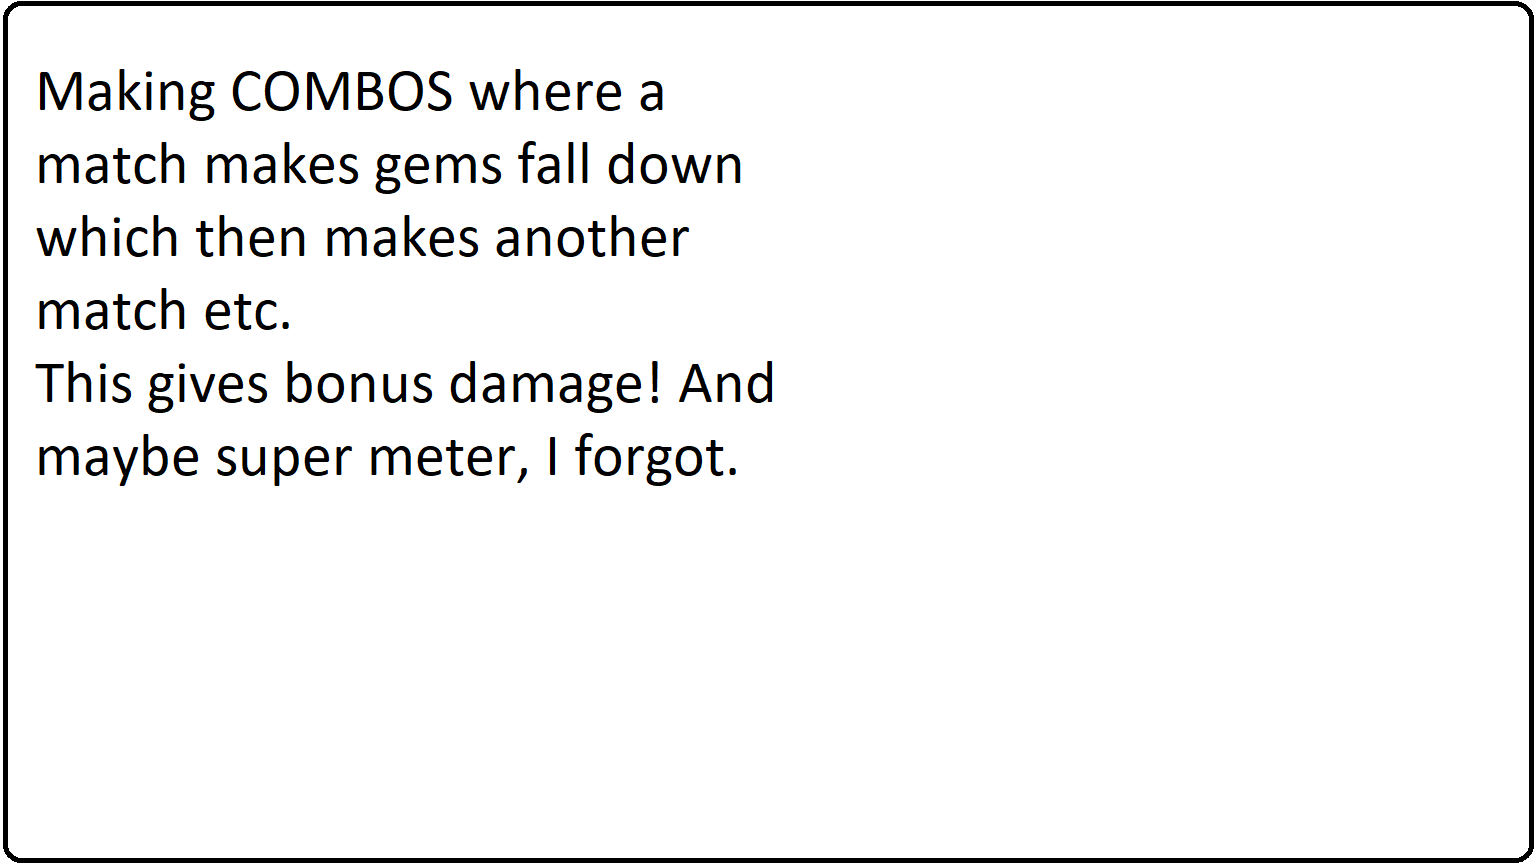 Making COMBOS where a
match makes gems fall down
which then makes another
match etc.
This gives bonus damage! And
maybe super meter, I forgot.